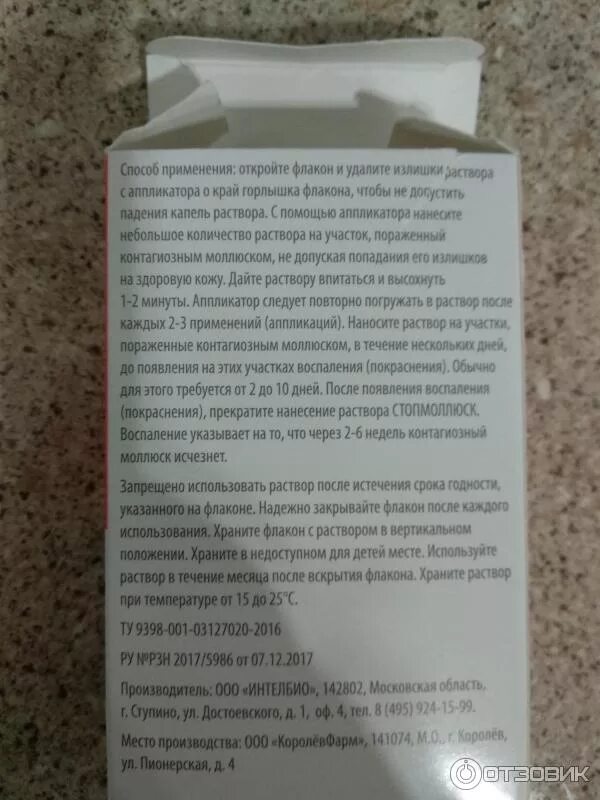 Способ применения: откройте флакон и удалите излишки раствора
с аппликатора о край горлышка флакона, чтобы не допустить
падения капель раствора. С помощью аппликатора нанесите
небольшое количество раствора на участок, пораженный
контагиозным моллюском, не допуская попадания его излишков
на здоровую кожу. Дайте раствору впитаться и высохнуть
1-2 минуты. Аппликатор следует повторно погружать в раствор после
каждых 2-3 применений (аппликаций). Наносите раствор на участки,
пораженные контагиозным моллюском, в течение нескольких дней,
до появления на этих участках воспаления (покраснения). Обычно
для этого требуется от 2 до 10 дней. После появления воспаления
(покраснения), прекратите нанесение раствора СТОПМОЛЛЮСК.
Воспаление указывает на то, что через 2-6 недель контагиозный
моллюск исчезнет.
Запрещено использовать раствор после истечения срока годности,
указанного на флаконе. Надежно закрывайте флакон после каждого
использования. Храните флакон с раствором в вертикальном
положении. Храните в недоступном для детей месте. Используйте
раствор в течение месяца после вскрытия флакона. Храните раствор
при температуре от 15 до 25°С.
ТУ 9398-001-03127020-2016
РУ №РЗН 2017/5986 от 07.12.2017
Производитель: ООО «ИНТЕЛБИО», 142802, Московская область,
г. Ступино, ул. Достоевского, д. 1, оф. 4, тел. 8 (495) 924-15-99.
Место производства: ООО «КоролёвФарм», 141074, М.О., г. Королёв,
ул. Пионерская, д. 4
ОТЗОВИК